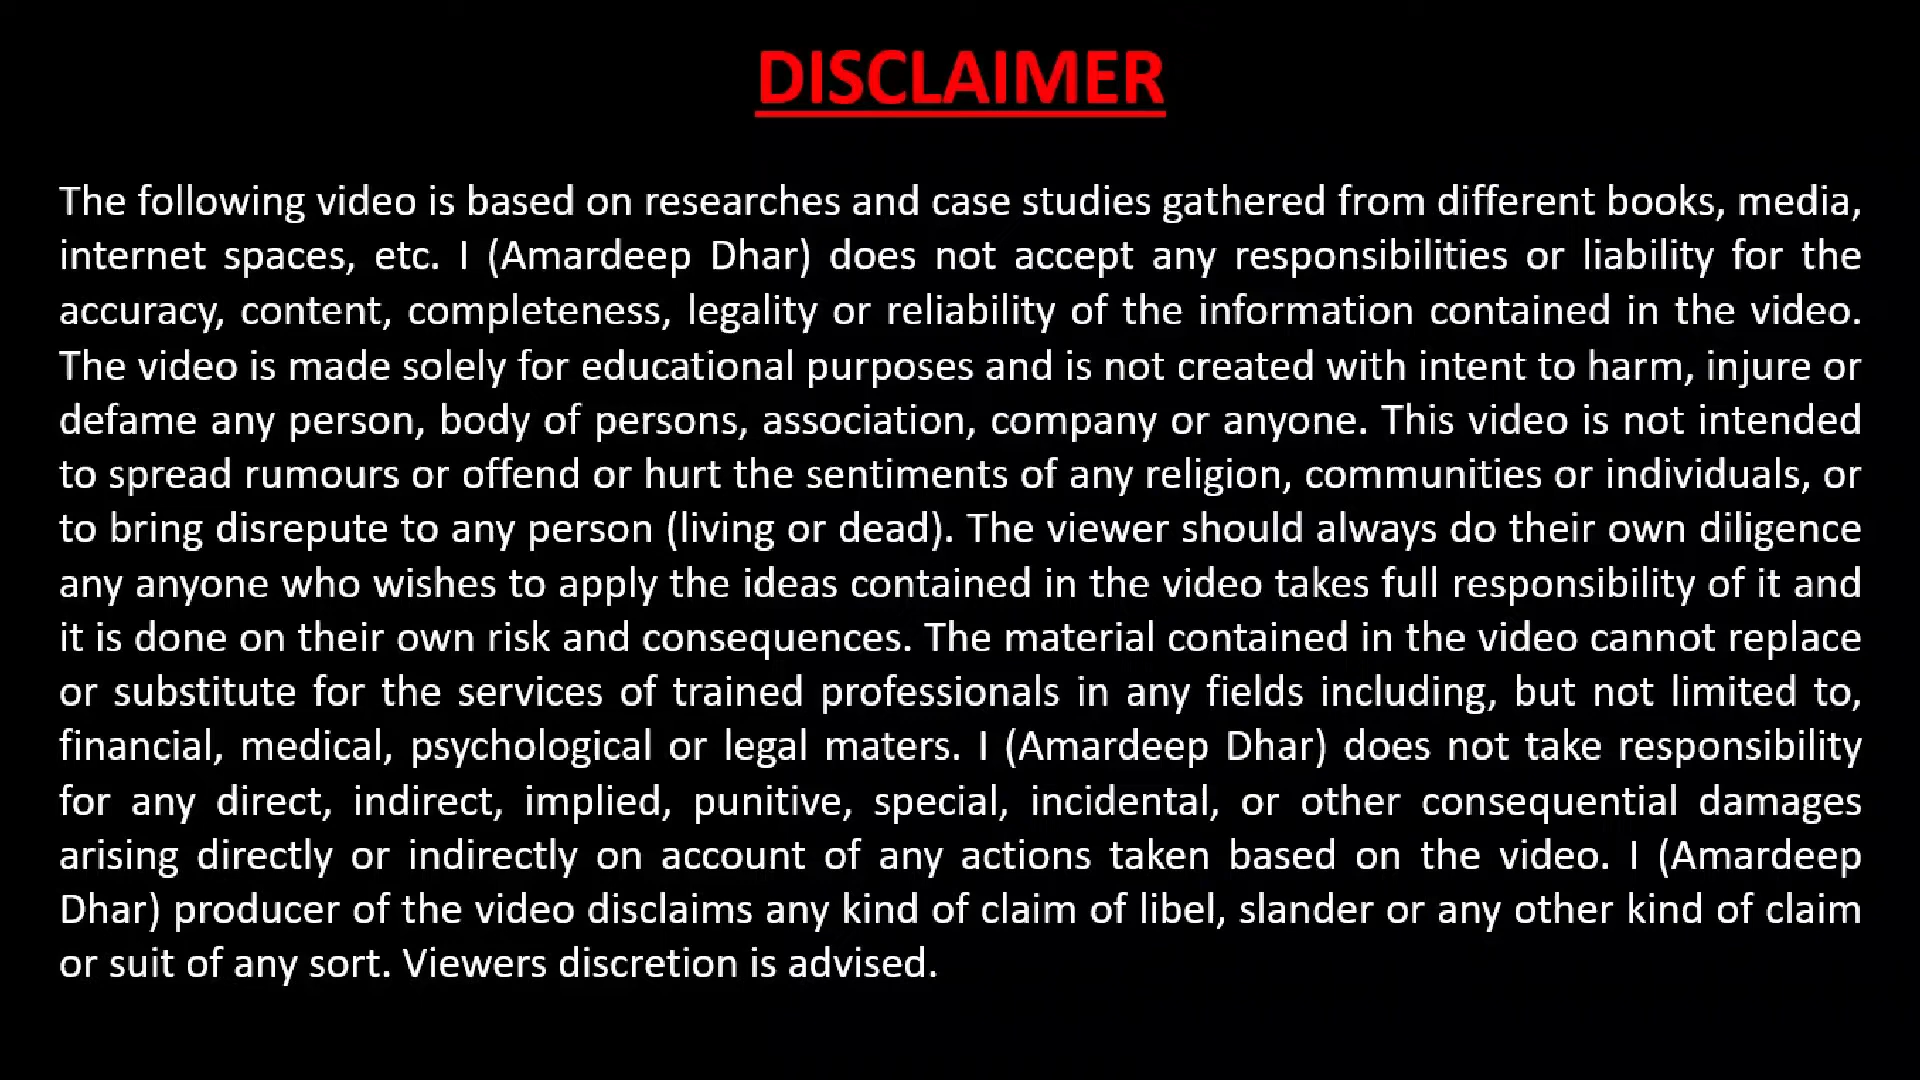 DISCLAIMER
The following video is based on researches and case studies gathered from different books, media,
internet spaces, etc. I (Amardeep Dhar) does not accept any responsibilities or liability for the
accuracy, content, completeness, legality or reliability of the information contained in the video.
The video is made solely for educational purposes and is not created with intent to harm, injure or
defame any person, body of persons, association, company or anyone. This video is not intended
to spread rumours or offend or hurt the sentiments of any religion, communities or individuals, or
to bring disrepute to any person (living or dead). The viewer should always do their own diligence
any anyone who wishes to apply the ideas contained in the video takes full responsibility of it and
it is done on their own risk and consequences. The material contained in the video cannot replace
or substitute for the services of trained professionals in any fields including, but not limited to,
financial, medical, psychological or legal maters. I (Amardeep Dhar) does not take responsibility
for any direct, indirect, implied, punitive, special, incidental, or other consequential damages
arising directly or indirectly on account of any actions taken based on the video. I (Amardeep
Dhar) producer of the video disclaims any kind of claim of libel, slander or any other kind of claim
or suit of any sort. Viewers discretion is advised.